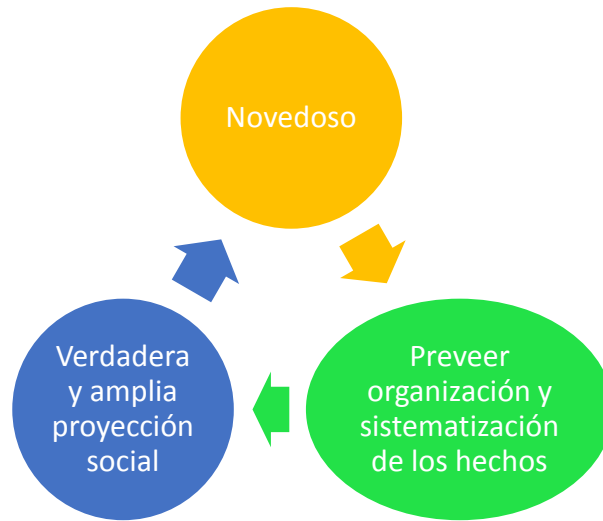 Novedoso
Verdadera
y amplia
proyección
social
Preveer
organización y
sistematización
de los hechos